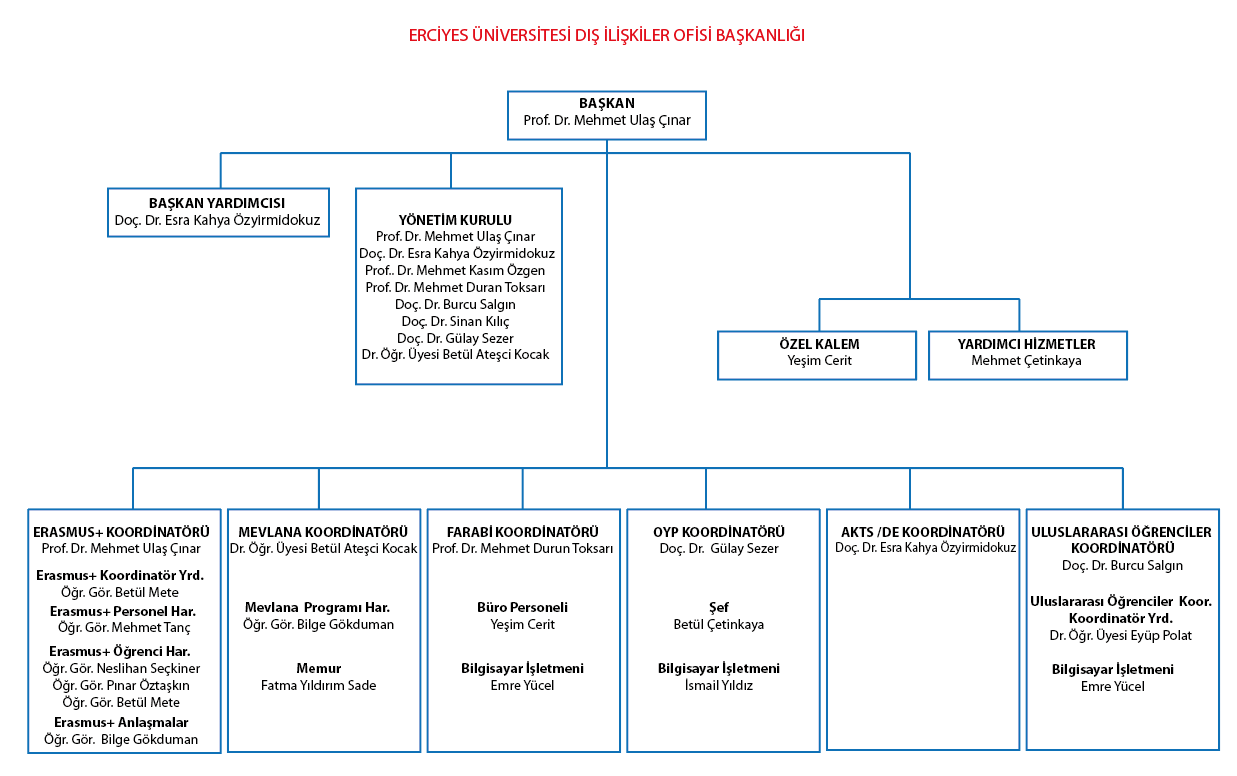 ERCİYES ÜNİVERSİTESİ DIŞ İLİŞKİLER OFİSİ BAŞKANLIĞI
BAŞKAN
Prof. Dr. Mehmet Ulaş Çınar
BAŞKAN YARDIMCISI
Doç. Dr. Esra Kahya Özyirmidokuz
YÖNETİM KURULU
Prof. Dr. Mehmet Ulaş Çınar
Doç. Dr. Esra Kahya Özyirmidokuz
Prof.. Dr. Mehmet Kasım Özgen
Prof. Dr. Mehmet Duran Toksarı
Doç. Dr. Burcu Salgın
Doç. Dr. Sinan Kılıç
Doç. Dr. Gülay Sezer
Dr. Öğr. Üyesi Betül Ateşci Kocak
ÖZEL KALEM
Yeşim Cerit
YARDIMCI HİZMETLER
Mehmet Çetinkaya
ERASMUS+ KOORDİNATÖRÜ
Prof. Dr. Mehmet Ulaş Çınar
Erasmus+ Koordinatör Yrd.
Öğr. Gör. Betül Mete
Erasmus+ Personel Har.
Öğr. Gör. Mehmet Tanç
Erasmus+ Öğrenci Har.
Öğr. Gör. Neslihan Seçkiner
Öğr. Gör. Pınar Öztaşkın
Öğr. Gör. Betül Mete
Erasmus+ Anlaşmalar
Öğr. Gör. Bilge Gökduman
MEVLANA KOORDİNATÖRÜ
Dr. Öğr. Üyesi Betül Ateşci Kocak
Mevlana Programı Har.
Öğr. Gör. Bilge Gökduman
Memur
Fatma Yıldırım Sade
FARABİ KOORDİNATÖRÜ
Prof. Dr. Mehmet Durun Toksarı
Büro Personeli
Yeşim Cerit
Bilgisayar İşletmeni
Emre Yücel
OYP KOORDİNATÖRÜ
Doç. Dr. Gülay Sezer
Şef
Betül Çetinkaya
Bilgisayar İşletmeni
İsmail Yıldız
AKTS /DE KOORDİNATÖRÜ
Doç. Dr. Esra Kahya Özyirmidokuz
ULUSLARARASI ÖĞRENCİLER
KOORDİNATÖRÜ
Doç. Dr. Burcu Salgın
Uluslararası Öğrenciler Koor.
Koordinatör Yrd.
Dr. Öğr. Üyesi Eyüp Polat
Bilgisayar İşletmeni
Emre Yücel